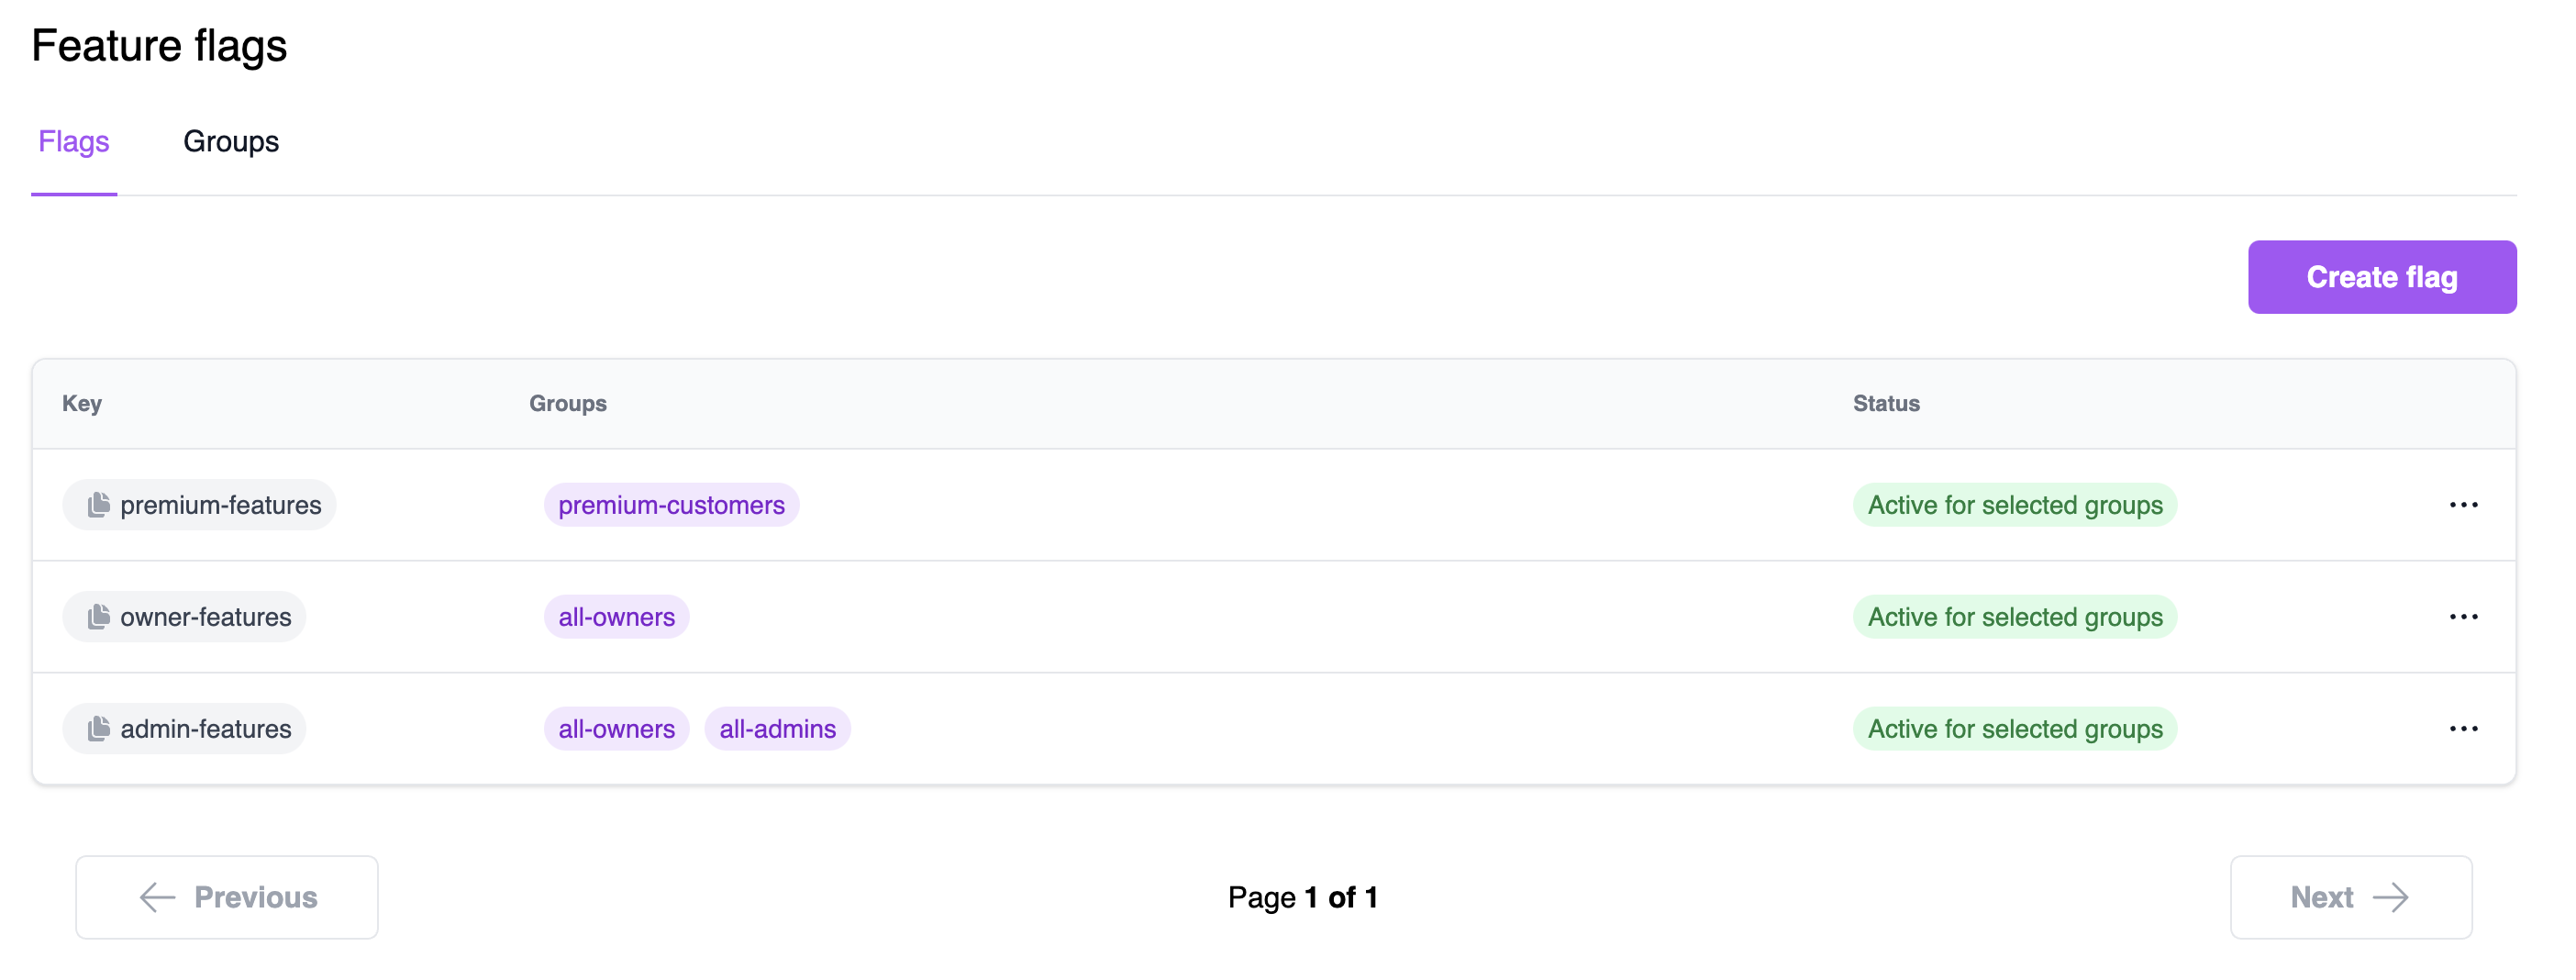 Feature flags
Flags Groups
Create flag
Key Groups Status
premium-features premium-customers Active for selected groups
owner-features all-owners Active for selected groups
admin-features all-owners all-admins Active for selected groups
Previous Page 1 of 1 Next